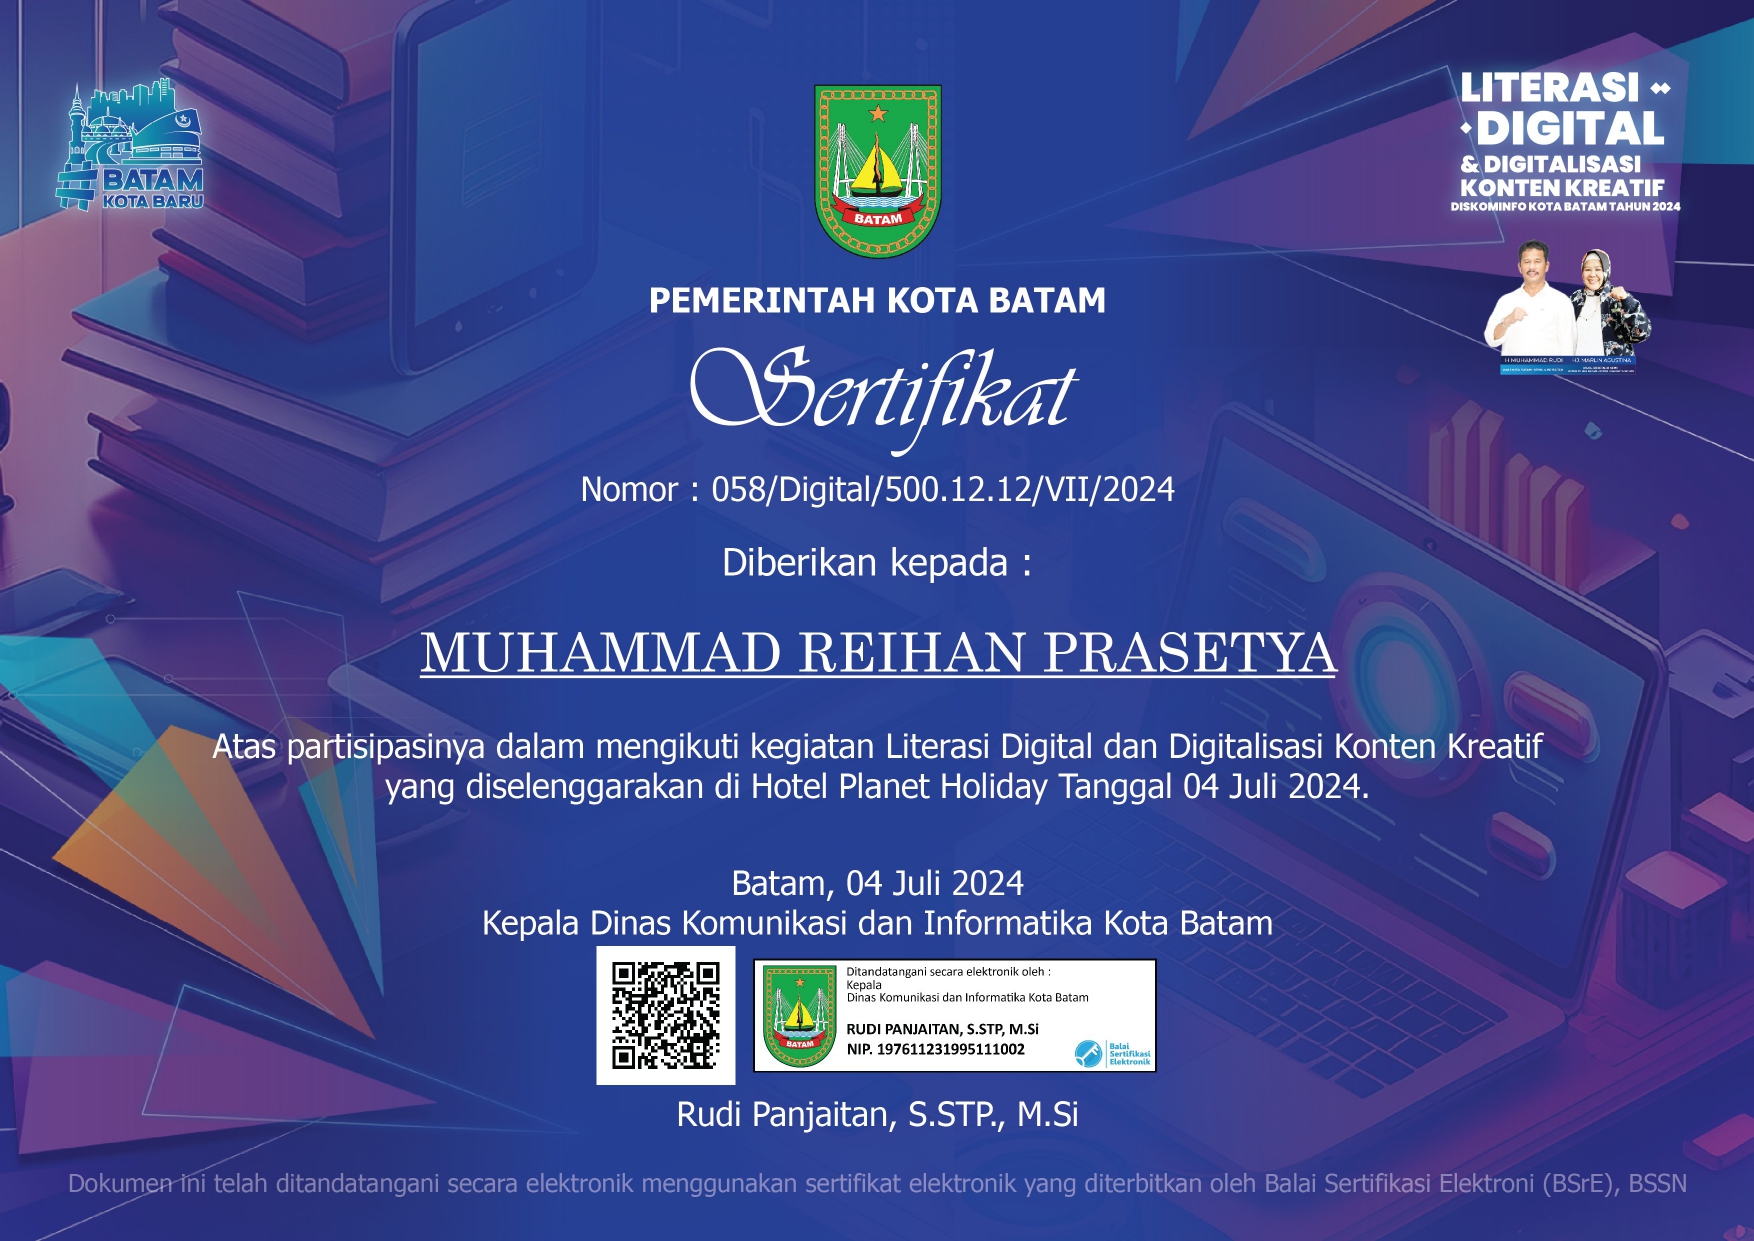 BATAM
KOTA BARU
BATAM
LITERASI
DIGITAL
& DIGITALISASI
KONTEN KREATIF
DISKOMINFO KOTA BATAM TAHUN 2024
H MUHAMMAD RUDI
HJ. MARLIN AGUSTINA
PEMERINTAH KOTA BATAM
Sertifikat
Nomor : 058/Digital/500.12.12/VII/2024
Diberikan kepada :
MUHAMMAD REIHAN PRASETYA
Atas partisipasinya dalam mengikuti kegiatan Literasi Digital dan Digitalisasi Konten Kreatif
yang diselenggarakan di Hotel Planet Holiday Tanggal 04 Juli 2024.
Batam, 04 Juli 2024
Kepala Dinas Komunikasi dan Informatika Kota Batam
Ditandatangani secara elektronik oleh :
Kepala
Dinas Komunikasi dan Informatika Kota Batam
RUDI PANJAITAN, S.STP, M.Si
NIP. 197611231995111002
BATAM
Balai
Sertifikasi
Elektronik
Rudi Panjaitan, S.STP., M.Si
Dokumen ini telah ditandatangani secara elektronik menggunakan sertifikat elektronik yang diterbitkan oleh Balai Sertifikasi Elektroni (BSrE), BSSN